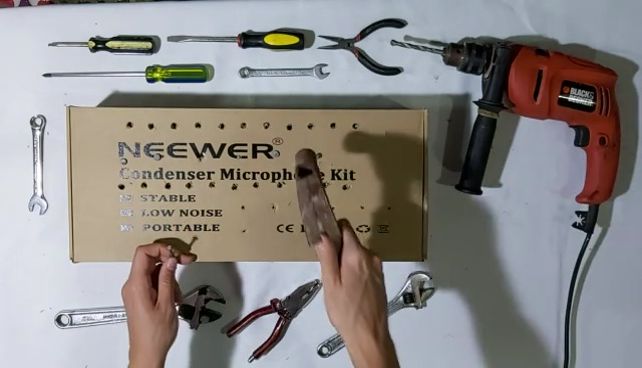 NEEWER®
Condenser Microphone Kit
STABLE
LOW NOISE
PORTABLE
CE
BLACK&
DECKER